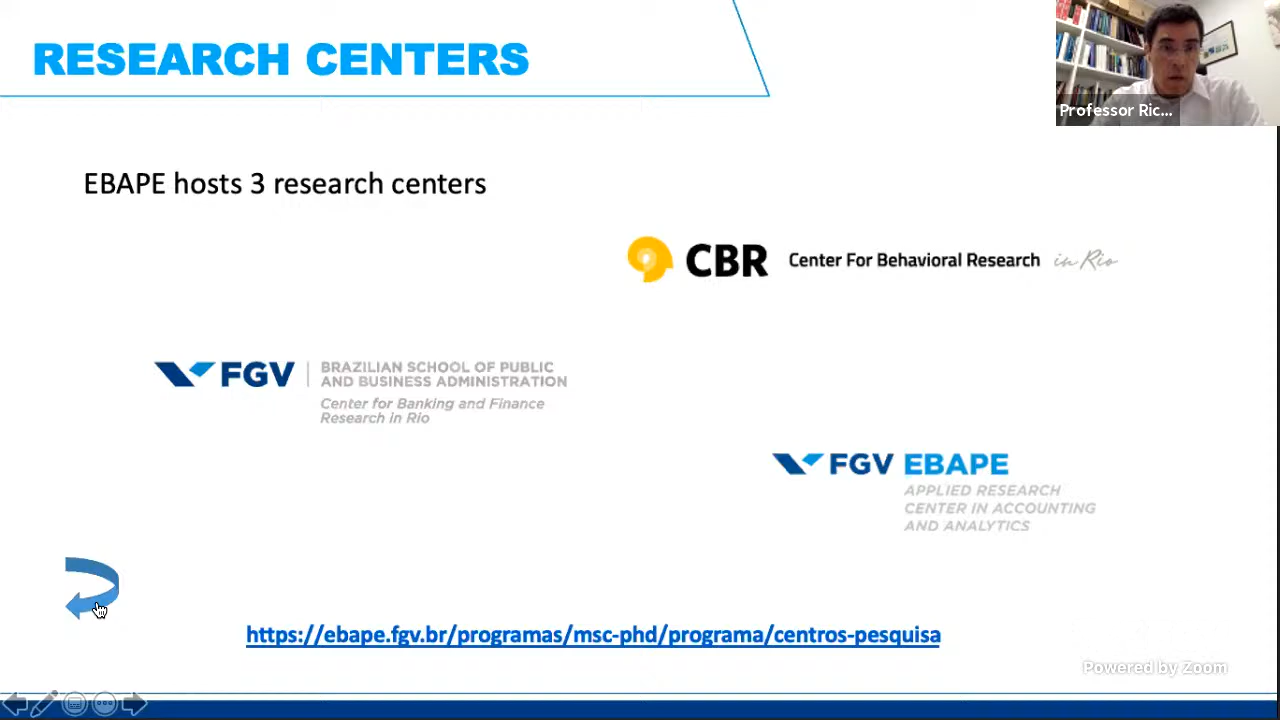 RESEARCH CENTERS
Professor Ric...
EBAPE hosts 3 research centers
CBR Center For Behavioral Research in Rio
FGV BRAZILIAN SCHOOL OF PUBLIC
AND BUSINESS ADMINISTRATION
Center for Banking and Finance
Research in Rio
FGV EBAPE
APPLIED RESEARCH
CENTER IN ACCOUNTING
AND ANALYTICS
https://ebape.fgv.br/programas/msc-phd/programa/centros-pesquisa
Powered by Zoom